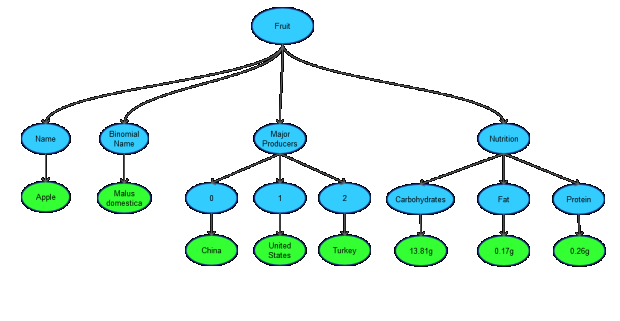 Fruit
Name
Binomial
Name
Major
Producers
Nutrition
Apple
Malus
domestica
0
1
2
Carbohydrates
Fat
Protein
China
United
States
Turkey
13.81g
0.17g
0.26g